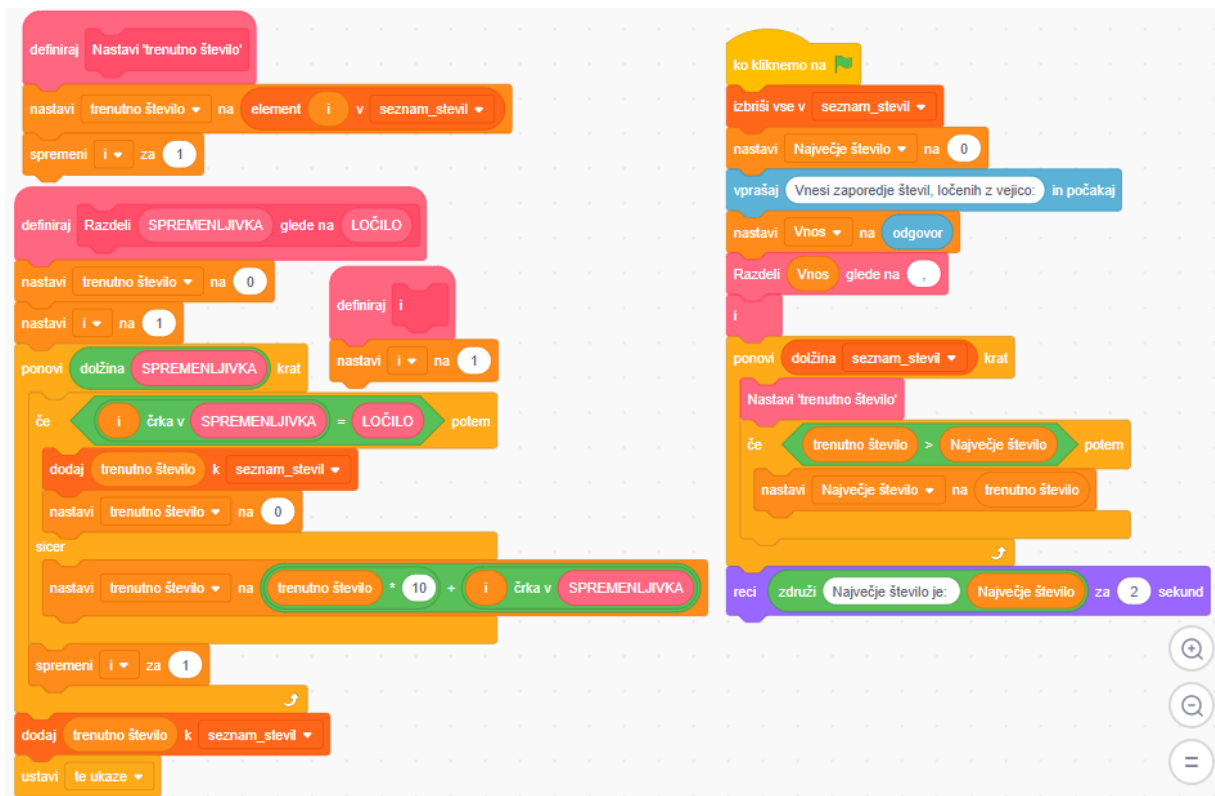 definiraj Nastavi 'trenutno število'
nastavi trenutno število na element i v seznam_stevil
spremeni i za 1
definiraj Razdeli SPREMENLJIVKA glede na LOČILO
nastavi trenutno število na 0
nastavi i na 1
ponovi dolžina SPREMENLJIVKA krat
če i črka v SPREMENLJIVKA = LOČILO potem
dodaj trenutno število k seznam_stevil
nastavi trenutno število na 0
sicer
nastavi trenutno število na trenutno število * 10 + i črka v SPREMENLJIVKA
spremeni i za 1
dodaj trenutno število k seznam_stevil
ustavi te ukaze
definiraj i
nastavi i na 1
ko kliknemo na
izbriši vse v seznam_stevil
nastavi Največje število na 0
vprašaj Vnesi zaporedje števil, ločenih z vejico: in počakaj
nastavi Vnos na odgovor
Razdeli Vnos glede na ,
i
ponovi dolžina seznam_stevil krat
Nastavi 'trenutno število'
če trenutno število > Največje število potem
nastavi Največje število na trenutno število
reci združi Največje število je: Največje število za 2 sekund